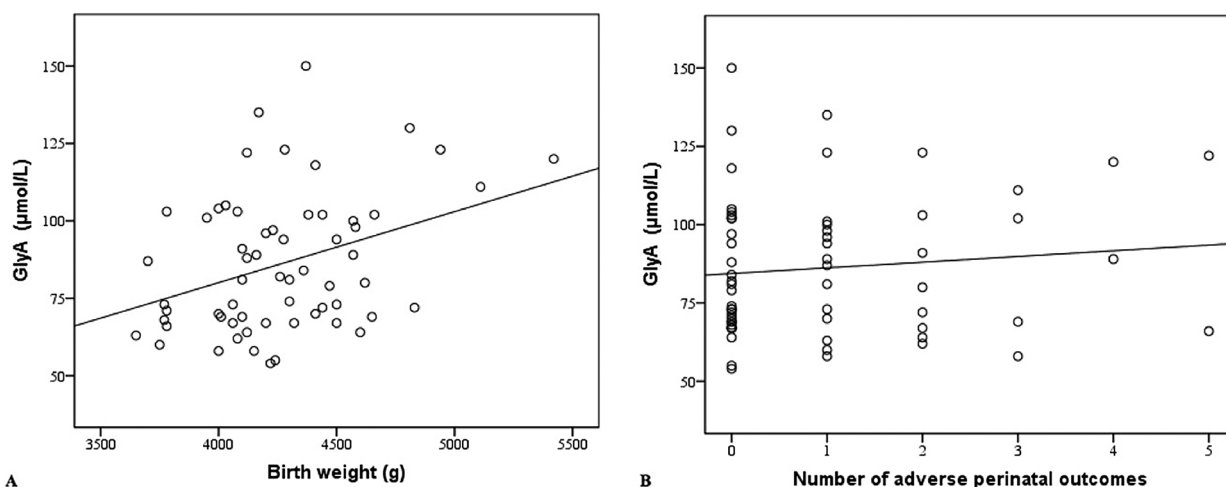 150
125
100
75
50
GlyA (µmol/L)
3500 4000 4500 5000 5500
Birth weight (g)
A
150
125
100
75
50
GlyA (µmol/L)
0 1 2 3 4 5
Number of adverse perinatal outcomes
B